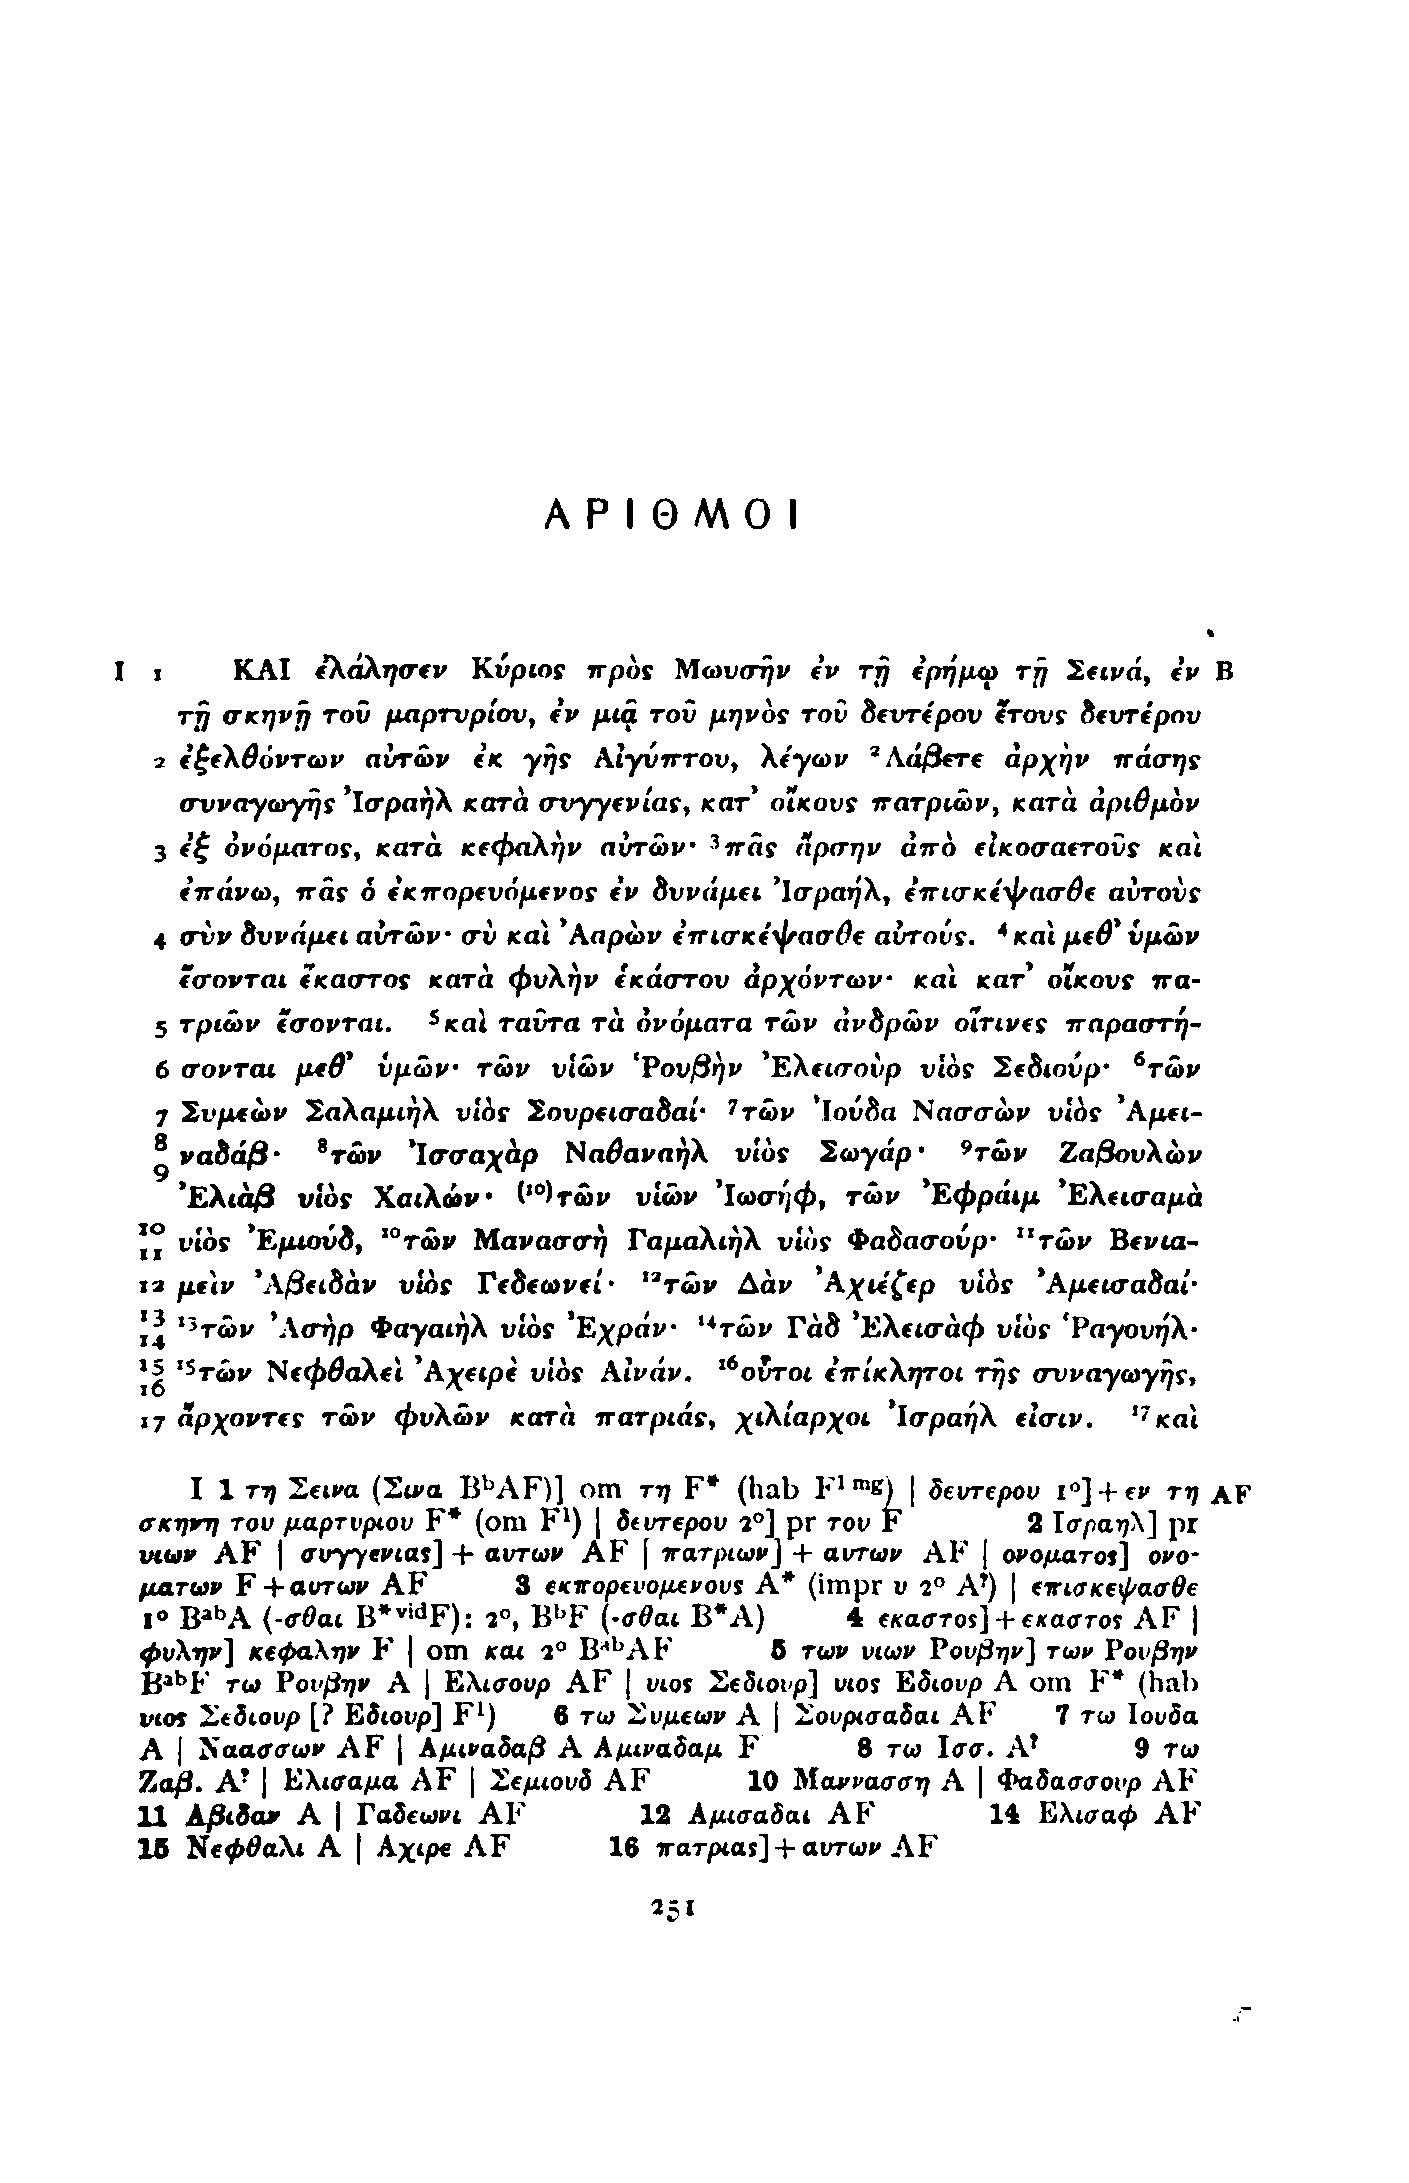 ΑΡΙΘΜΟΙ
I 1 ΚΑΙ ἐλάλησεν Κύριος πρὸς Μωυσῆν ἐν τῇ ἐρήμῳ τῇ Σεινά, ἐν B
τῇ σκηνῇ τοῦ μαρτυρίου, ἐν μιᾷ τοῦ μηνὸς τοῦ δευτέρου ἔτους δευτέρου
2 ἐξελθόντων αὐτῶν ἐκ γῆς Αἰγύπτου, λέγων ²Λάβετε ἀρχὴν πάσης
συναγωγῆς Ἰσραὴλ κατὰ συγγενίας, κατ᾽ οἴκους πατριῶν, κατὰ ἀριθμὸν
3 ἐξ ὀνόματος, κατὰ κεφαλὴν αὐτῶν· ³πᾶς ἄρσην ἀπὸ εἰκοσαετοῦς καὶ
ἐπάνω, πᾶς ὁ ἐκπορευόμενος ἐν δυνάμει Ἰσραήλ, ἐπισκέψασθε αὐτοὺς
4 σὺν δυνάμει αὐτῶν· σὺ καὶ Ἀαρὼν ἐπισκέψασθε αὐτούς. ⁴καὶ μεθ᾽ ὑμῶν
ἔσονται ἕκαστος κατὰ φυλὴν ἑκάστου ἀρχόντων· καὶ κατ᾽ οἴκους πα-
5 τριῶν ἔσονται. ⁵καὶ ταῦτα τὰ ὀνόματα τῶν ἀνδρῶν οἵτινες παραστή-
6 σονται μεθ᾽ ὑμῶν· τῶν υἱῶν Ῥουβὴν Ἐλεισοὺρ υἱὸς Σεδιούρ· ⁶τῶν
7 Συμεὼν Σαλαμιὴλ υἱὸς Σουρεισαδαί· ⁷τῶν Ἰούδα Νασσὼν υἱὸς Ἀμει-
8 ναδάβ· ⁸τῶν Ἰσσαχὰρ Ναθαναὴλ υἱὸς Σωγάρ· ⁹τῶν Ζαβουλὼν
9 Ἐλιὰβ υἱὸς Χαιλών· (¹⁰)τῶν υἱῶν Ἰωσήφ, τῶν Ἐφράιμ Ἐλεισαμὰ
10 11 υἱὸς Ἐμιούδ, ¹⁰τῶν Μανασσὴ Γαμαλιὴλ υἱὸς Φαδασούρ· ¹¹τῶν Βενια-
12 μεὶν Ἀβειδὰν υἱὸς Γεδεωνεί· ¹²τῶν Δὰν Ἀχιέζερ υἱὸς Ἀμεισαδαί·
13 14 ¹³τῶν Ἀσὴρ Φαγαιὴλ υἱὸς Ἐχράν· ¹⁴τῶν Γὰδ Ἐλεισὰφ υἱὸς Ῥαγουήλ·
15 16 ¹⁵τῶν Νεφθαλεὶ Ἀχειρὲ υἱὸς Αἰνάν. ¹⁶οὗτοι ἐπίκλητοι τῆς συναγωγῆς,
17 ἄρχοντες τῶν φυλῶν κατὰ πατριάς, χιλίαρχοι Ἰσραήλ εἰσιν. ¹⁷καὶ
I 1 τη Σεινα (Σινα BᵇAF)] om τη F* (hab F¹ ᵐᵍ) | δευτερου 1°] + εν τη AF
σκηνη του μαρτυριου F* (om F¹) | δευτερου 2°] pr του F 2 Ισραηλ] pr
υιων AF | συγγενιας] + αυτων AF | πατριων] + αυτων AF | ονοματος] ονο-
ματων F + αυτων AF 3 εκπορευομενους A* (impr υ 2° A?) | επισκεψασθε
1° BᵃᵇA (-σθαι B*ᵛⁱᵈF): 2°, BᵇF (-σθαι B*A) 4 εκαστος] + εκαστος AF |
φυλην] κεφαλην F | om και 2° BᵃᵇAF 5 των υιων Ρουβην] των Ρουβην
BᵃᵇF τω Ρουβην A | Ελισουρ AF | υιος Σεδιουρ] υιος Εδιουρ A om F* (hab
υιος Σεδιουρ [? Εδιουρ] F¹) 6 τω Συμεων A | Σουρισαδαι AF 7 τω Ιουδα
A | Ναασσων AF | Αμιναδαβ A Αμιναδαμ F 8 τω Ισσ. A? 9 τω
Ζαβ. A? | Ελισαμα AF | Σεμιουδ AF 10 Μαννασση A | Φαδασσουρ AF
11 Αβιδαν A | Γαδεωνι AF 12 Αμισαδαι AF 14 Ελισαφ AF
15 Νεφθαλι A | Αχιρε AF 16 πατριας] + αυτων AF
251